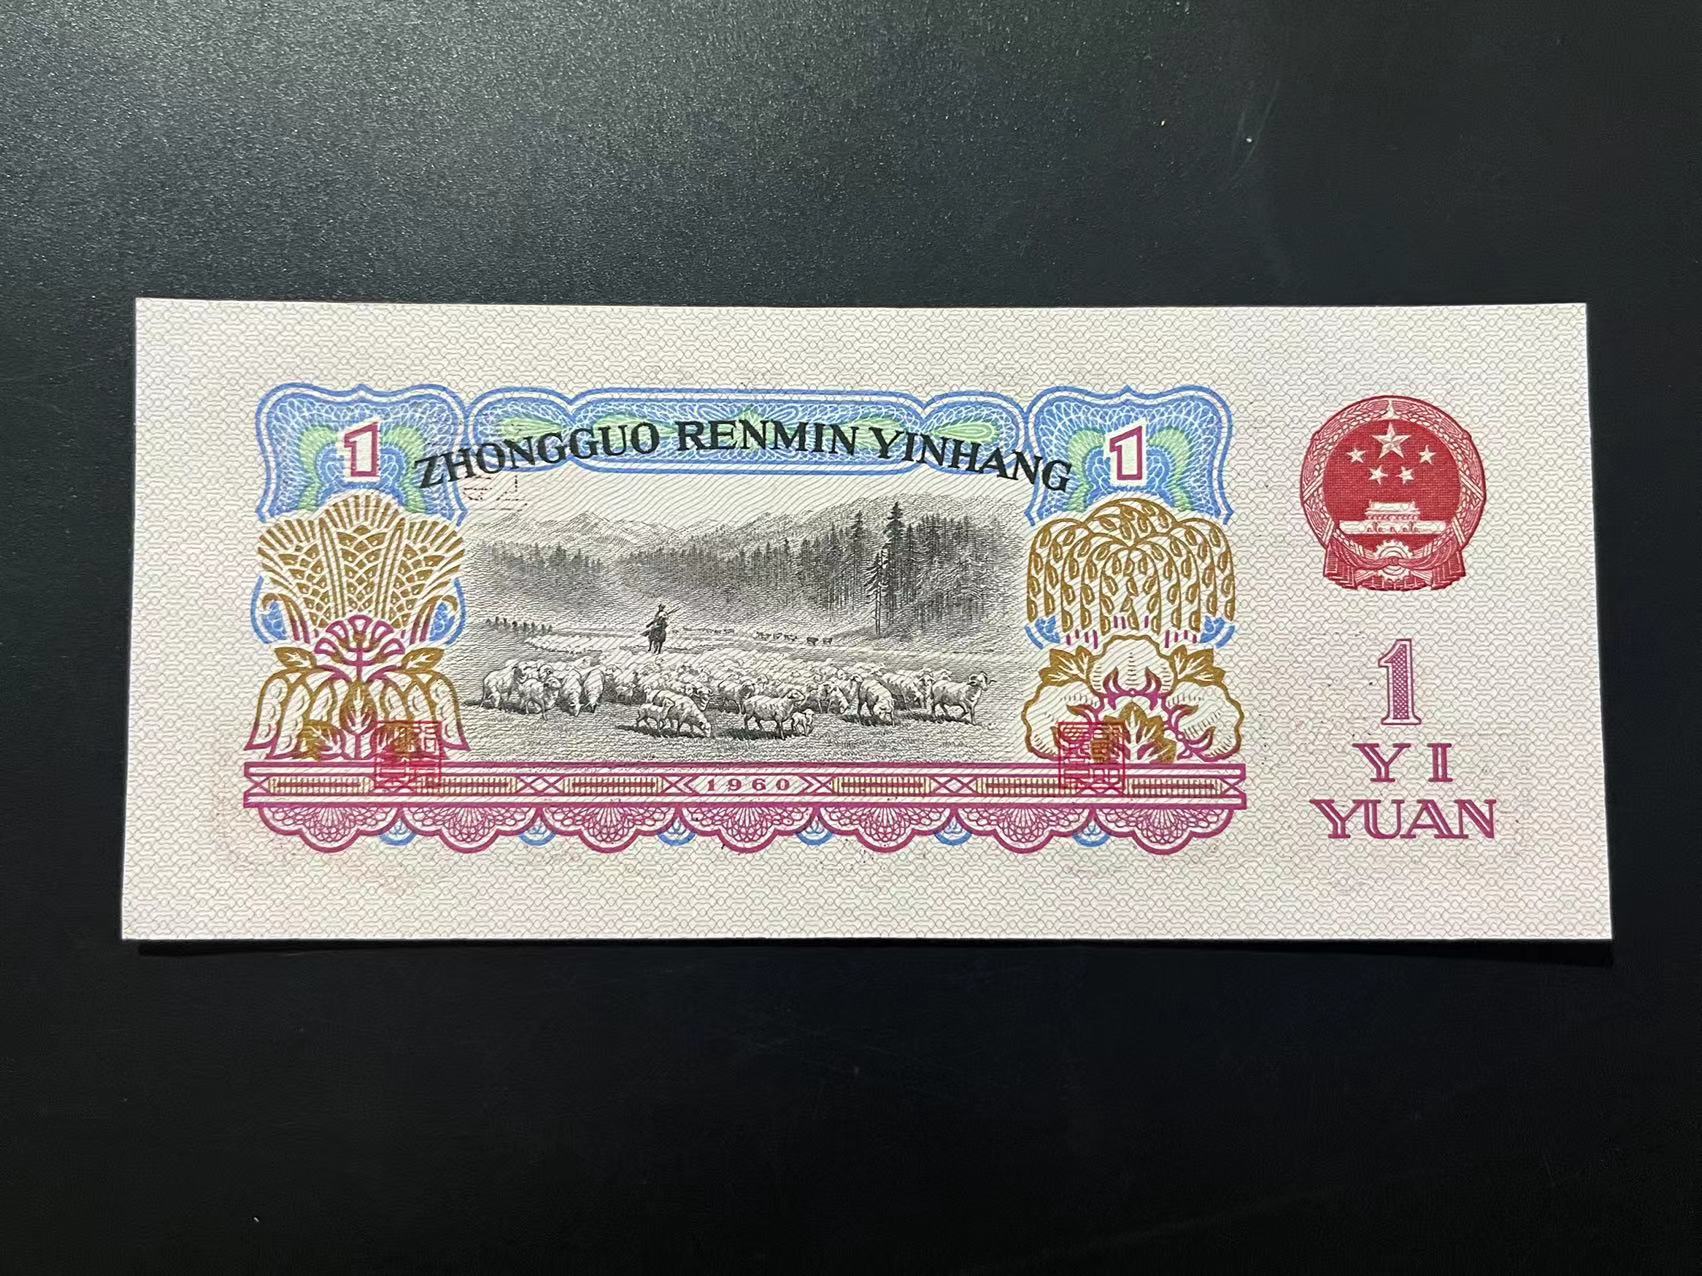 1
ZHONGGUO RENMIN YINHANG
1
1960
1
YI
YUAN